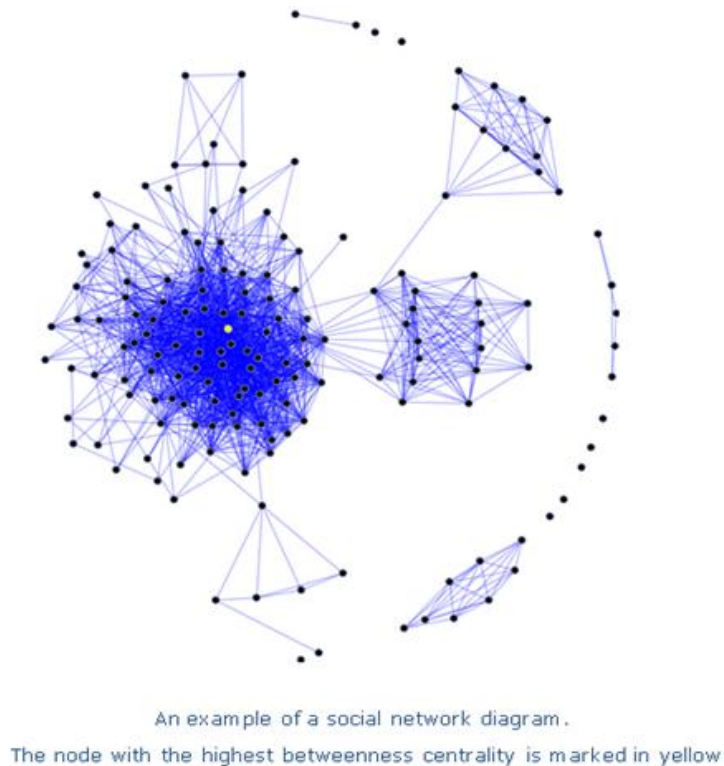 An example of a social network diagram.
The node with the highest betweenness centrality is marked in yellow